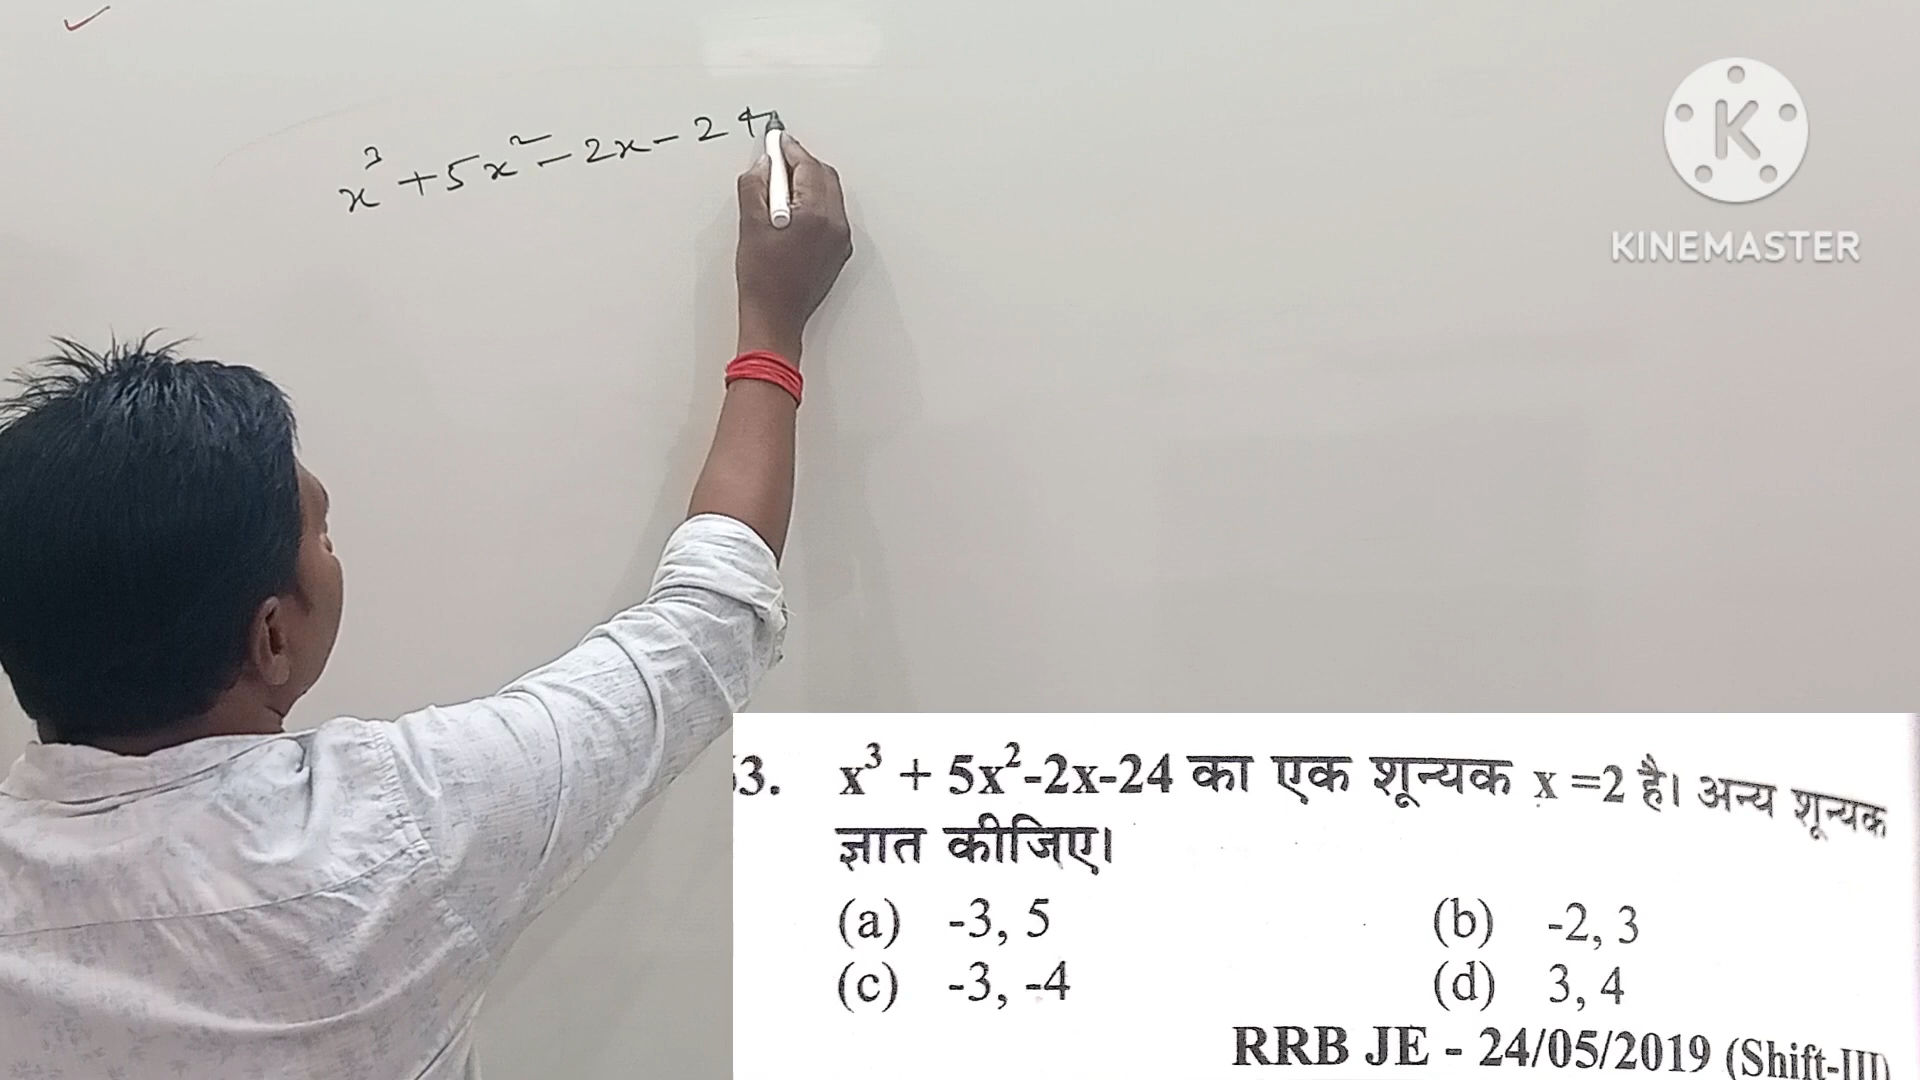 x³ + 5x² - 2x - 24
K
KINEMASTER
63. x³ + 5x²-2x-24 का एक शून्यक x =2 है। अन्य शून्यक
ज्ञात कीजिए।
(a) -3, 5 (b) -2, 3
(c) -3, -4 (d) 3, 4
RRB JE - 24/05/2019 (Shift-III)